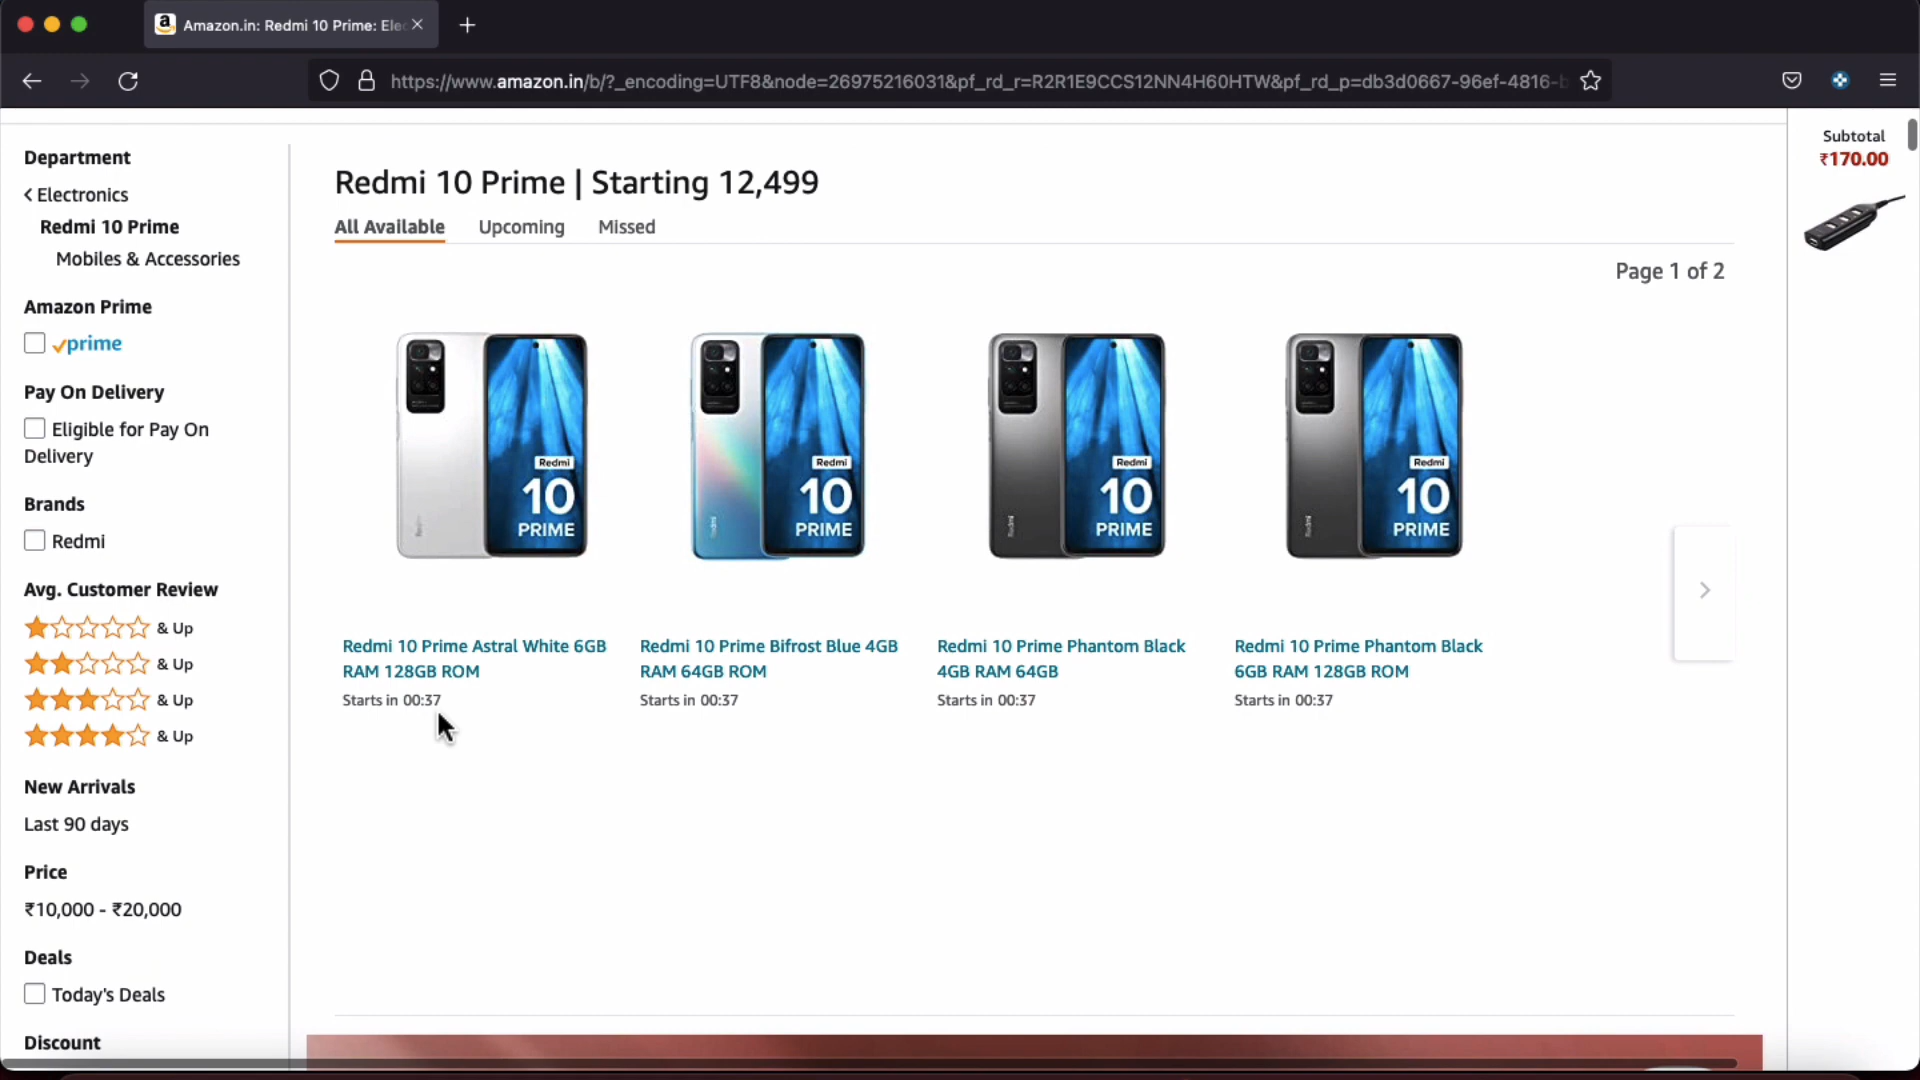 Amazon.in: Redmi 10 Prime: Ele
https://www.amazon.in/b/?_encoding=UTF8&node=26975216031&pf_rd_r=R2R1E9CCS12NN4H60HTW&pf_rd_p=db3d0667-96ef-4816-b
Department
Electronics
Redmi 10 Prime
Mobiles & Accessories
Amazon Prime
prime
Pay On Delivery
Eligible for Pay On
Delivery
Brands
Redmi
Avg. Customer Review
& Up
& Up
& Up
& Up
New Arrivals
Last 90 days
Price
₹10,000 - ₹20,000
Deals
Today's Deals
Discount
Redmi 10 Prime | Starting 12,499
All Available Upcoming Missed
Page 1 of 2
Redmi
10
PRIME
Redmi
Redmi
10
PRIME
Redmi
Redmi
10
PRIME
Redmi
Redmi
10
PRIME
Redmi
Redmi 10 Prime Astral White 6GB
RAM 128GB ROM
Starts in 00:37
Redmi 10 Prime Bifrost Blue 4GB
RAM 64GB ROM
Starts in 00:37
Redmi 10 Prime Phantom Black
4GB RAM 64GB
Starts in 00:37
Redmi 10 Prime Phantom Black
6GB RAM 128GB ROM
Starts in 00:37
Subtotal
₹170.00